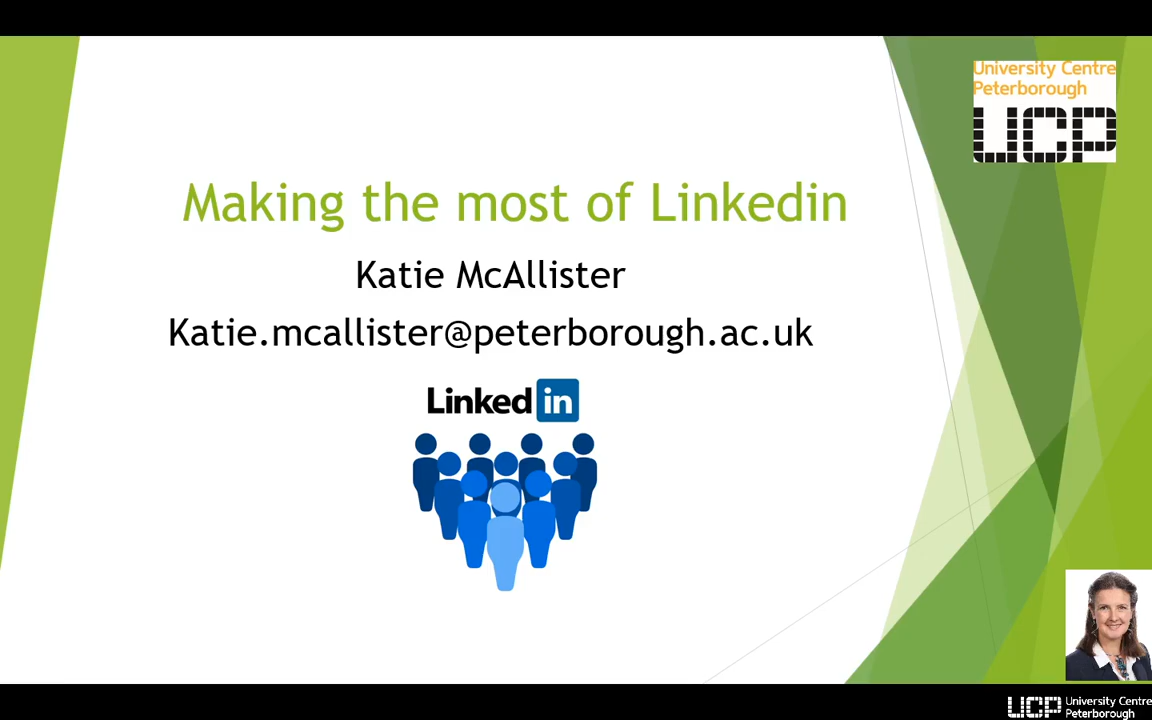 University Centre
Peterborough
UCP
Making the most of Linkedin
Katie McAllister
Katie.mcallister@peterborough.ac.uk
Linked in
UCP University Centre
Peterborough